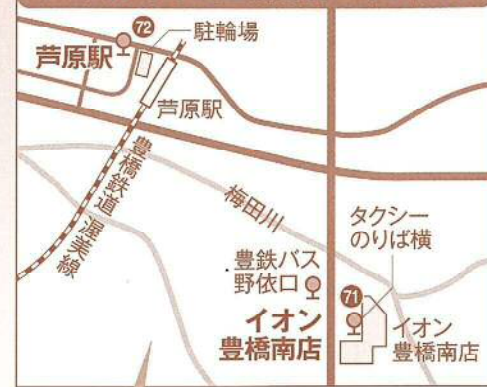 72
駐輪場
芦原駅
芦原駅
豊橋鉄道 渥美線
梅田川
タクシー
のりば横
豊鉄バス
野依口
71
イオン
豊橋南店
イオン
豊橋南店